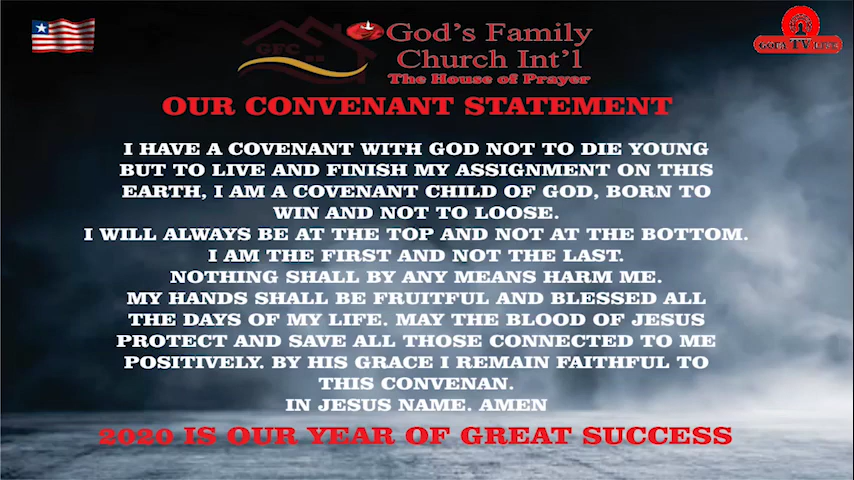 GFC
God's Family
Church Int'l
The House of Prayer
TV
OUR CONVENANT STATEMENT
I HAVE A COVENANT WITH GOD NOT TO DIE YOUNG
BUT TO LIVE AND FINISH MY ASSIGNMENT ON THIS
EARTH, I AM A COVENANT CHILD OF GOD, BORN TO
WIN AND NOT TO LOOSE.
I WILL ALWAYS BE AT THE TOP AND NOT AT THE BOTTOM.
I AM THE FIRST AND NOT THE LAST.
NOTHING SHALL BY ANY MEANS HARM ME.
MY HANDS SHALL BE FRUITFUL AND BLESSED ALL
THE DAYS OF MY LIFE. MAY THE BLOOD OF JESUS
PROTECT AND SAVE ALL THOSE CONNECTED TO ME
POSITIVELY. BY HIS GRACE I REMAIN FAITHFUL TO
THIS CONVENAN.
IN JESUS NAME. AMEN
2020 IS OUR YEAR OF GREAT SUCCESS